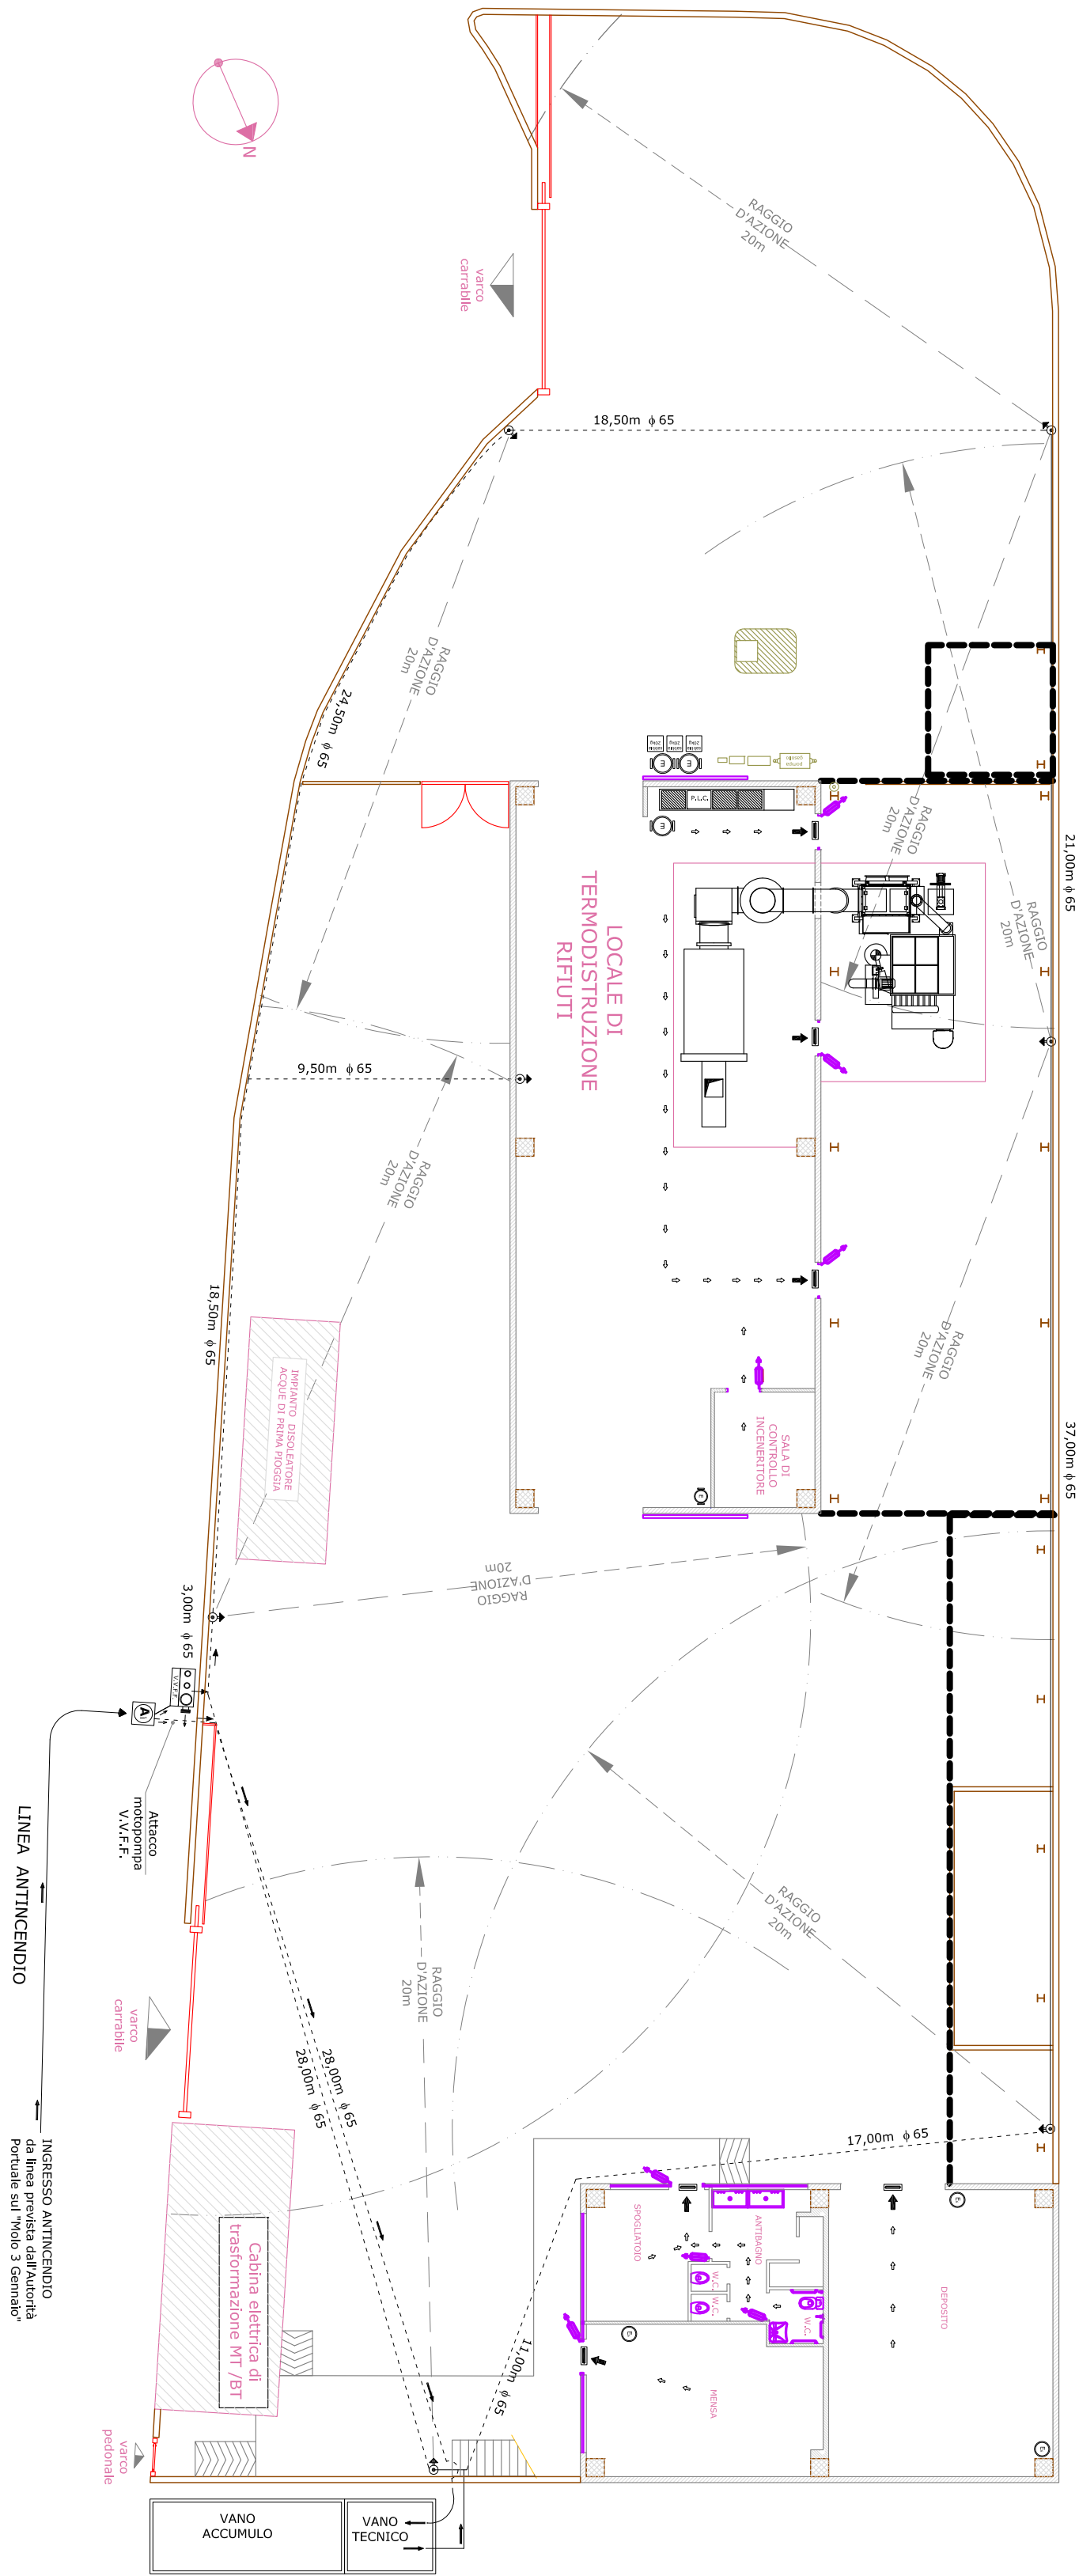 N
varco
carrabile
RAGGIO
D'AZIONE
20m
18,50m ϕ 65
RAGGIO
D'AZIONE
20m
24,50m ϕ 65
P.L.C.
E
E
E
RAGGIO
D'AZIONE
20m
21,00m ϕ 65
RAGGIO
D'AZIONE
20m
LOCALE DI
TERMODISTRUZIONE
RIFIUTI
9,50m ϕ 65
RAGGIO
D'AZIONE
20m
18,50m ϕ 65
IMPIANTO DISOLEATORE
ACQUE DI PRIMA PIOGGIA
RAGGIO
D'AZIONE
20m
37,00m ϕ 65
SALA DI
CONTROLLO
INCENERITORE
E
RAGGIO
D'AZIONE
20m
3,00m ϕ 65
V.V.F.F.
A
Attacco
motopompa
V.V.F.F.
LINEA ANTINCENDIO
RAGGIO
D'AZIONE
20m
RAGGIO
D'AZIONE
20m
varco
carrabile
28,00m ϕ 65
28,00m ϕ 65
17,00m ϕ 65
INGRESSO ANTINCENDIO
da linea prevista dall'Autorità
Portuale sul "Molo 3 Gennaio"
Cabina elettrica di
trasformazione MT /BT
SPOGLIATOIO
ANTIBAGNO
W.C.
W.C.
W.C.
DEPOSITO
E
E
E
MENSA
11,00m ϕ 65
varco
pedonale
VANO
ACCUMULO
VANO
TECNICO